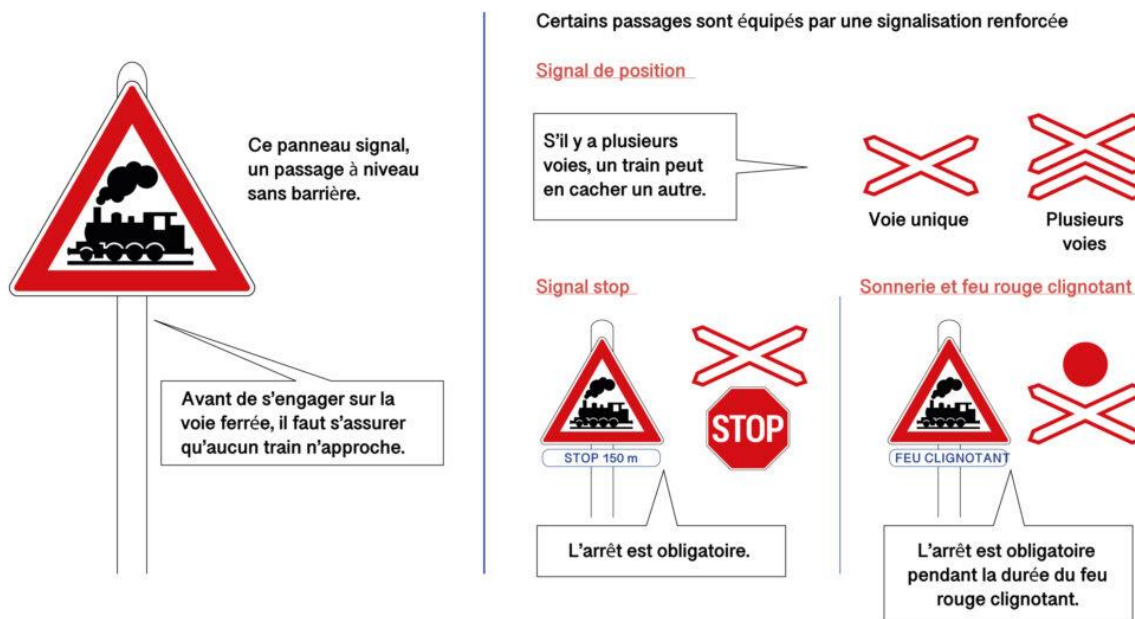 Ce panneau signal,
un passage à niveau
sans barrière.
Avant de s'engager sur la
voie ferrée, il faut s'assurer
qu'aucun train n'approche.
Certains passages sont équipés par une signalisation renforcée
Signal de position
S'il y a plusieurs
voies, un train peut
en cacher un autre.
Voie unique
Plusieurs
voies
Signal stop
STOP 150 m
STOP
L'arrêt est obligatoire.
Sonnerie et feu rouge clignotant
FEU CLIGNOTANT
L'arrêt est obligatoire
pendant la durée du feu
rouge clignotant.